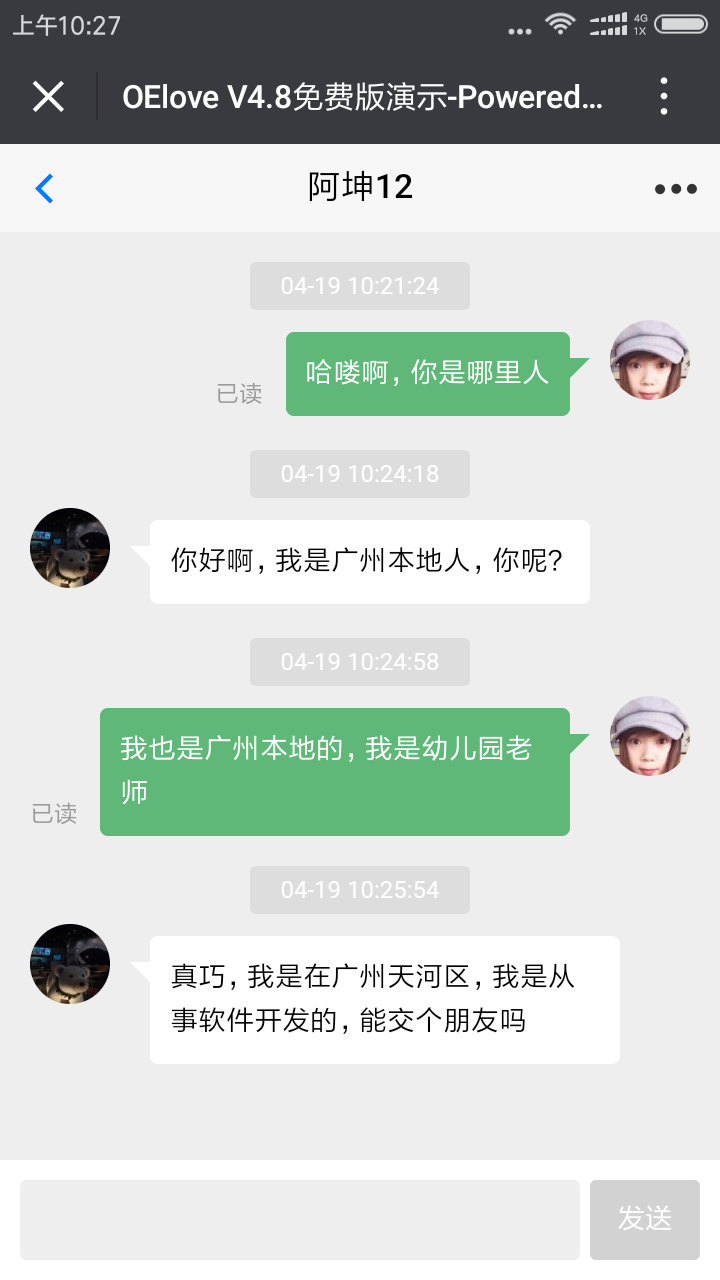 上午10:27
4G
1X
OElove V4.8免费版演示-Powered...
阿坤12
04-19 10:21:24
哈喽啊, 你是哪里人
已读
04-19 10:24:18
你好啊, 我是广州本地人, 你呢?
04-19 10:24:58
我也是广州本地的, 我是幼儿园老
师
已读
04-19 10:25:54
真巧, 我是在广州天河区, 我是从
事软件开发的, 能交个朋友吗
发送